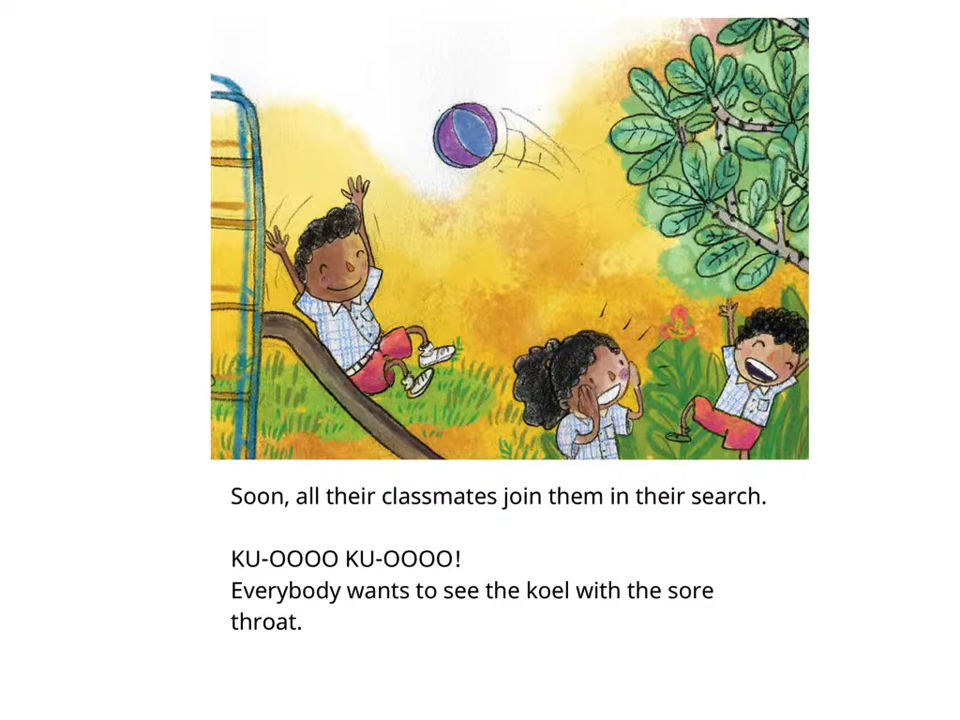 Soon, all their classmates join them in their search.
KU-OOOO KU-OOOO!
Everybody wants to see the koel with the sore
throat.